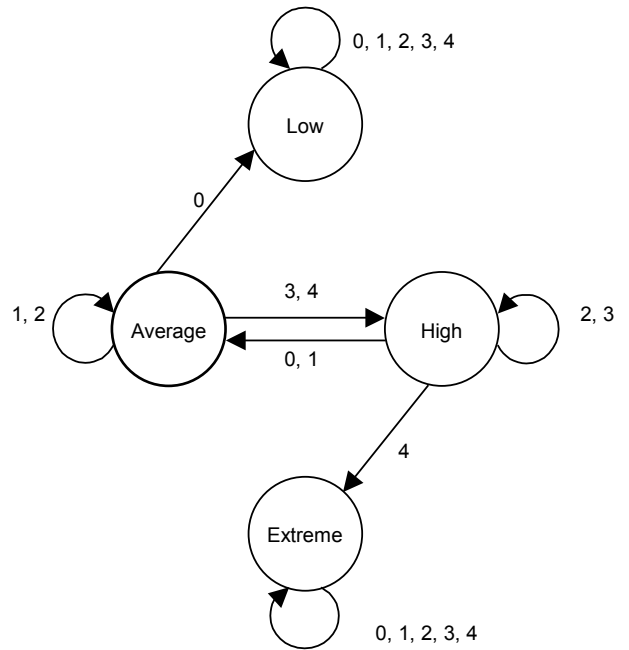 0, 1, 2, 3, 4
Low
0
3, 4
1, 2
Average
High
2, 3
0, 1
4
Extreme
0, 1, 2, 3, 4